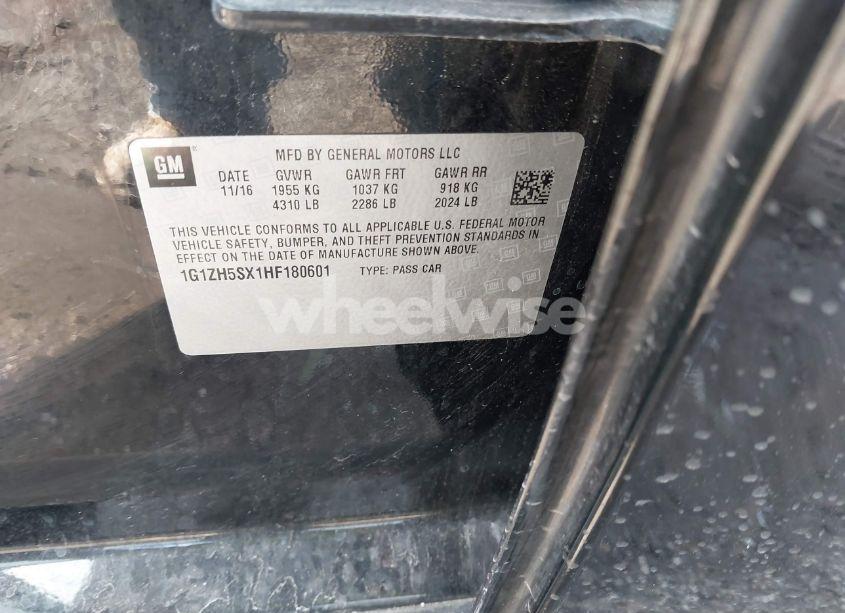 GM
MFD BY GENERAL MOTORS LLC
DATE GVWR GAWR FRT GAWR RR
11/16 1955 KG 1037 KG 918 KG
4310 LB 2286 LB 2024 LB
THIS VEHICLE CONFORMS TO ALL APPLICABLE U.S. FEDERAL MOTOR
VEHICLE SAFETY, BUMPER, AND THEFT PREVENTION STANDARDS IN
EFFECT ON THE DATE OF MANUFACTURE SHOWN ABOVE.
1G1ZH5SX1HF180601 TYPE: PASS CAR
wheelwise